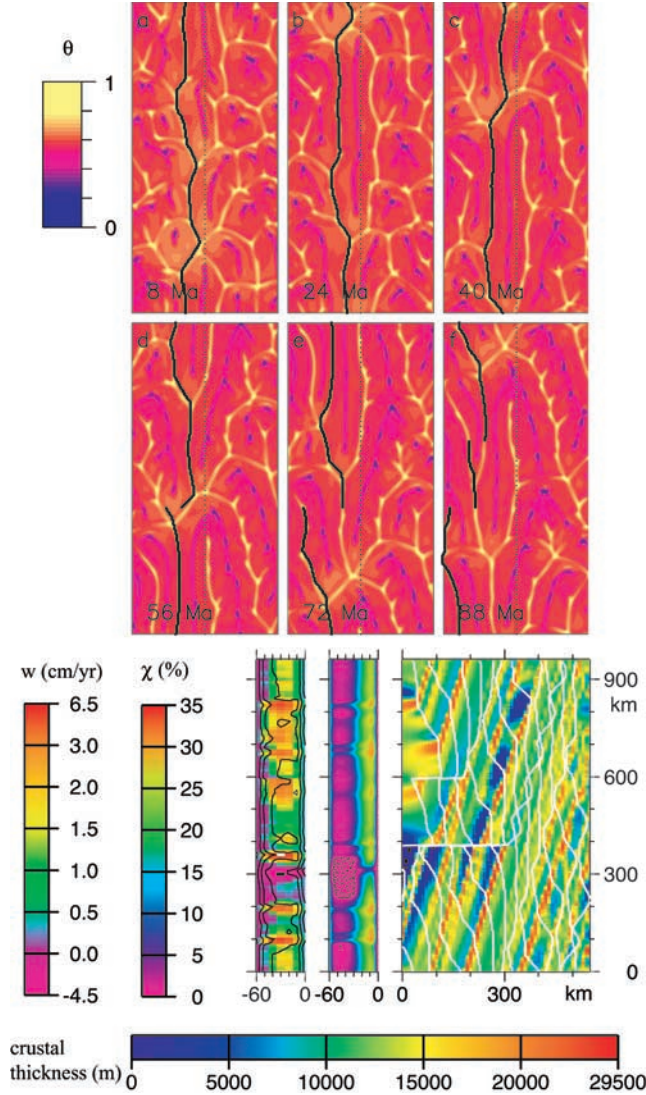 θ
1
0
a
b
c
8 Ma
24 Ma
40 Ma
d
e
f
56 Ma
72 Ma
88 Ma
w (cm/yr)
χ (%)
6.5
3.0
2.0
1.5
0.5
0.0
-4.5
35
30
25
20
15
10
5
0
900
km
600
300
0
-60
0
-60
0
0
300
km
crustal
thickness (m)
0
5000
10000
15000
20000
29500